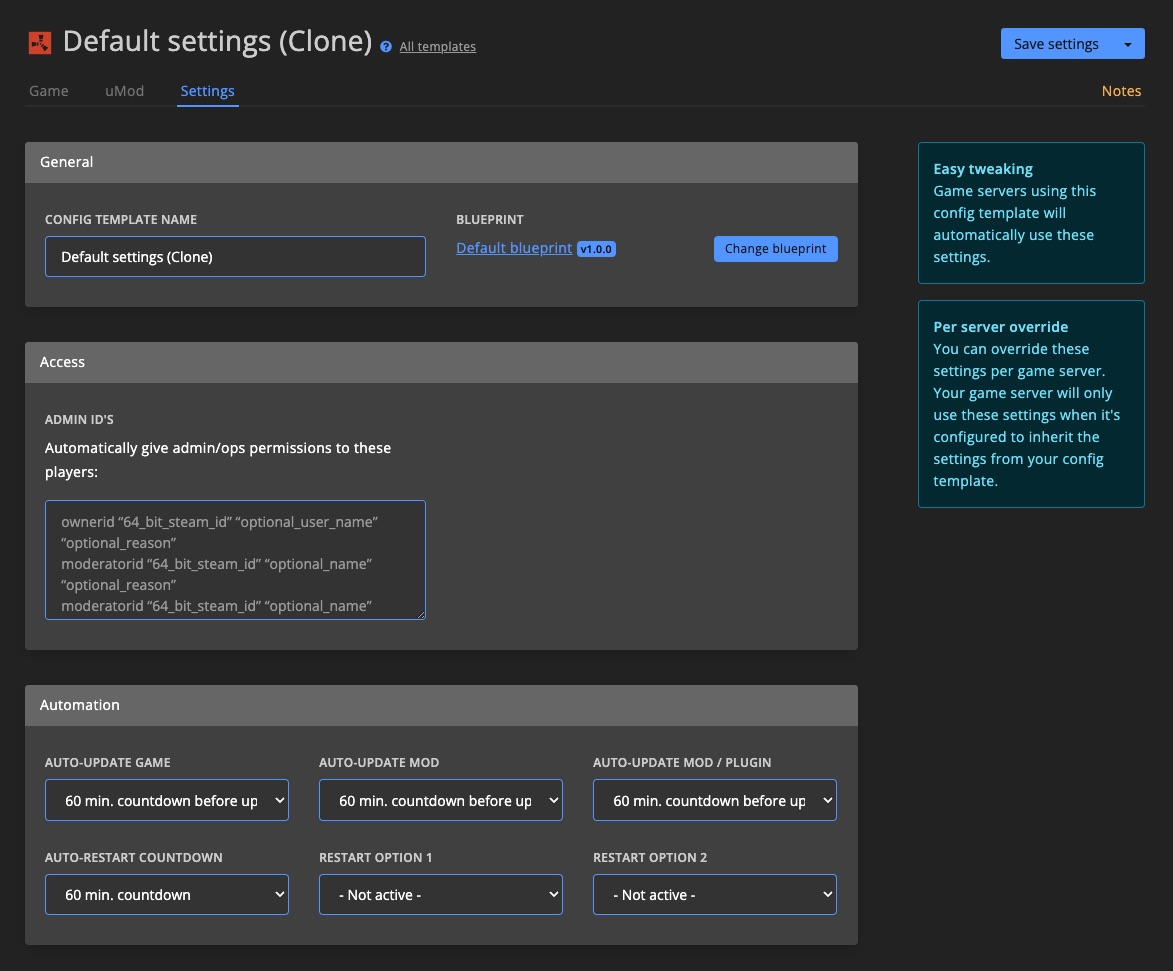 Default settings (Clone) ? All templates
Save settings
Game uMod Settings
Notes
General
CONFIG TEMPLATE NAME
Default settings (Clone)
BLUEPRINT
Default blueprint v1.0.0
Change blueprint
Easy tweaking
Game servers using this
config template will
automatically use these
settings.
Per server override
You can override these
settings per game server.
Your game server will only
use these settings when it's
configured to inherit the
settings from your config
template.
Access
ADMIN ID'S
Automatically give admin/ops permissions to these
players:
ownerid “64_bit_steam_id” “optional_user_name”
“optional_reason”
moderatorid “64_bit_steam_id” “optional_name”
“optional_reason”
moderatorid “64_bit_steam_id” “optional_name”
Automation
AUTO-UPDATE GAME AUTO-UPDATE MOD AUTO-UPDATE MOD / PLUGIN
60 min. countdown before up 60 min. countdown before up 60 min. countdown before up
AUTO-RESTART COUNTDOWN RESTART OPTION 1 RESTART OPTION 2
60 min. countdown - Not active - - Not active -